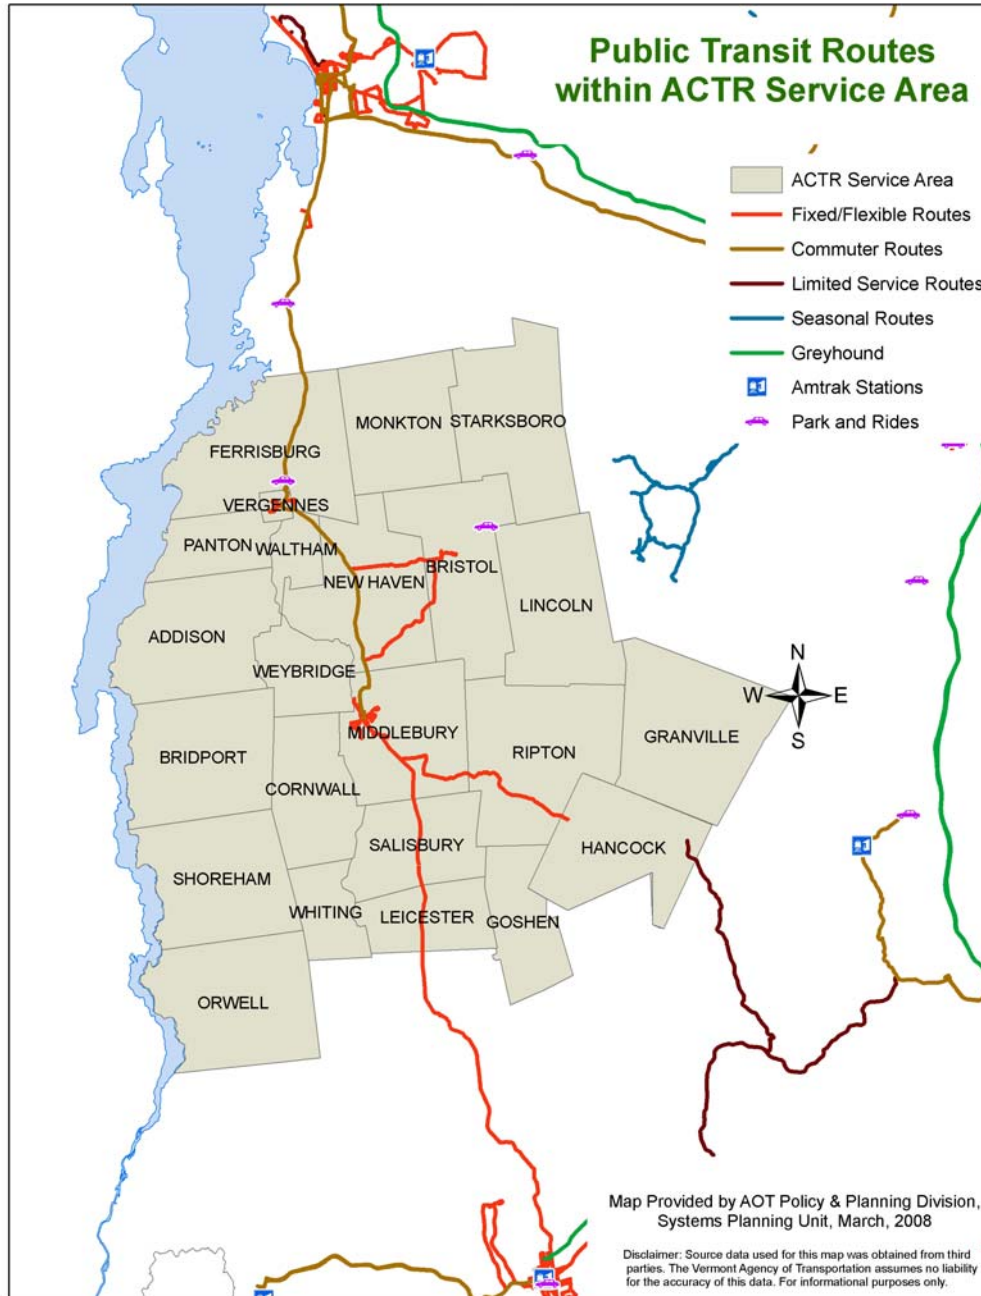 Public Transit Routes
within ACTR Service Area
ACTR Service Area
Fixed/Flexible Routes
Commuter Routes
Limited Service Routes
Seasonal Routes
Greyhound
Amtrak Stations
Park and Rides
MONKTON
STARKSBORO
FERRISBURG
VERGENNES
PANTON
WALTHAM
NEW HAVEN
BRISTOL
LINCOLN
ADDISON
WEYBRIDGE
N
W
E
S
MIDDLEBURY
RIPTON
GRANVILLE
BRIDPORT
CORNWALL
SALISBURY
HANCOCK
SHOREHAM
WHITING
LEICESTER
GOSHEN
ORWELL
Map Provided by AOT Policy & Planning Division,
Systems Planning Unit, March, 2008
Disclaimer: Source data used for this map was obtained from third
parties. The Vermont Agency of Transportation assumes no liability
for the accuracy of this data. For informational purposes only.